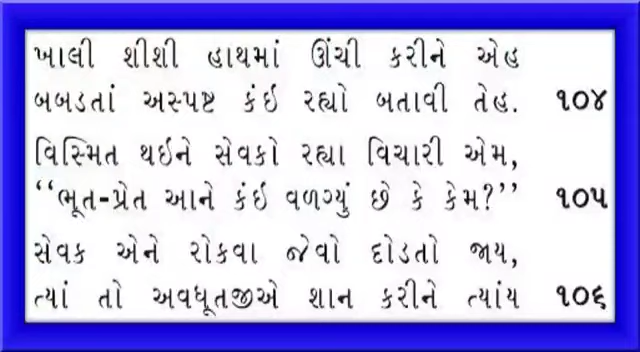 ખાલી શીશી હાથમાં ઊંચી કરીને એહ
બબડતાં અસ્પષ્ટ કંઇ રહ્યો બતાવી તેહ. ૧૦૪
વિસ્મિત થઇને સેવકો રહ્યા વિચારી એમ,
“ભૂત-પ્રેત આને કંઇ વળગ્યું છે કે કેમ?” ૧૦૫
સેવક એને રોકવા જેવો દોડતો જાય,
ત્યાં તો અવધૂતજીએ શાન કરીને ત્યાંય ૧૦૬